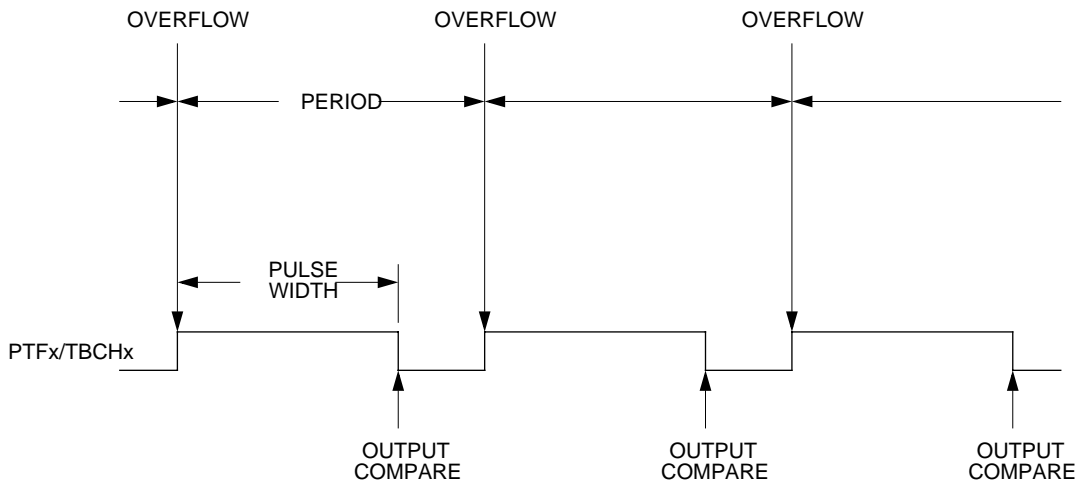 OVERFLOW OVERFLOW OVERFLOW
PERIOD
PULSE
WIDTH
PTFx/TBCHx
OUTPUT
COMPARE
OUTPUT
COMPARE
OUTPUT
COMPARE